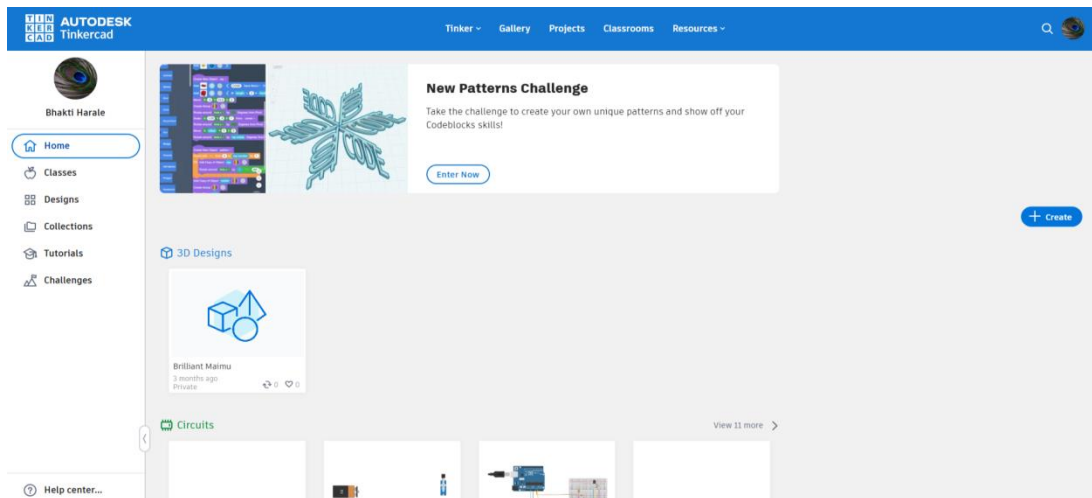 TIN
KER
CAD
AUTODESK
Tinkercad
Tinker
Gallery
Projects
Classrooms
Resources
Bhakti Harale
Home
Classes
Designs
Collections
Tutorials
Challenges
Help center...
New Patterns Challenge
Take the challenge to create your own unique patterns and show off your
Codeblocks skills!
Enter Now
+ Create
3D Designs
Brilliant Maimu
3 months ago
Private
0
0
Circuits
View 11 more